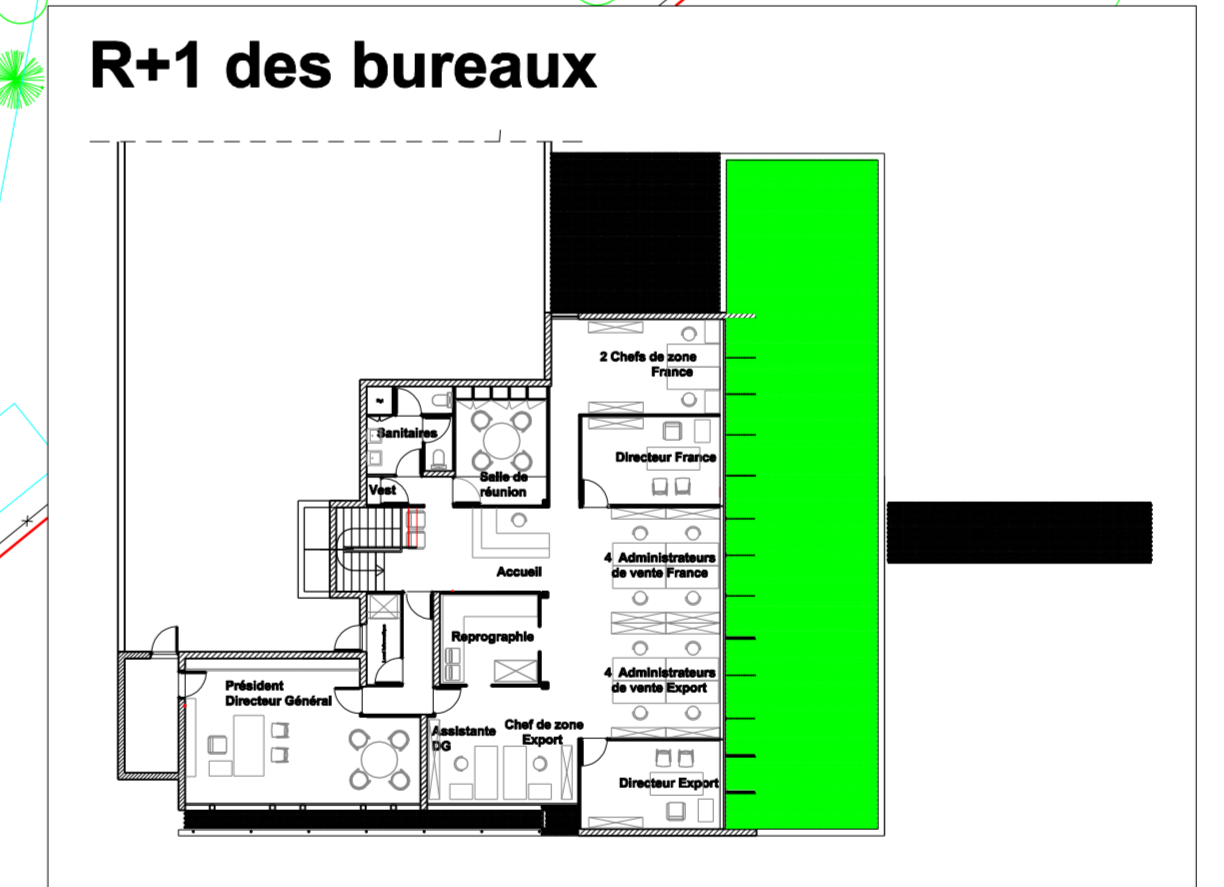 R+1 des bureaux
2 Chefs de zone
France
Sanitaires
Directeur France
Salle de
réunion
Vest
4 Administrateurs
de vente France
Accueil
Reprographie
4 Administrateurs
de vente Export
Président
Directeur Général
Assistante
DG
Chef de zone
Export
Directeur Export